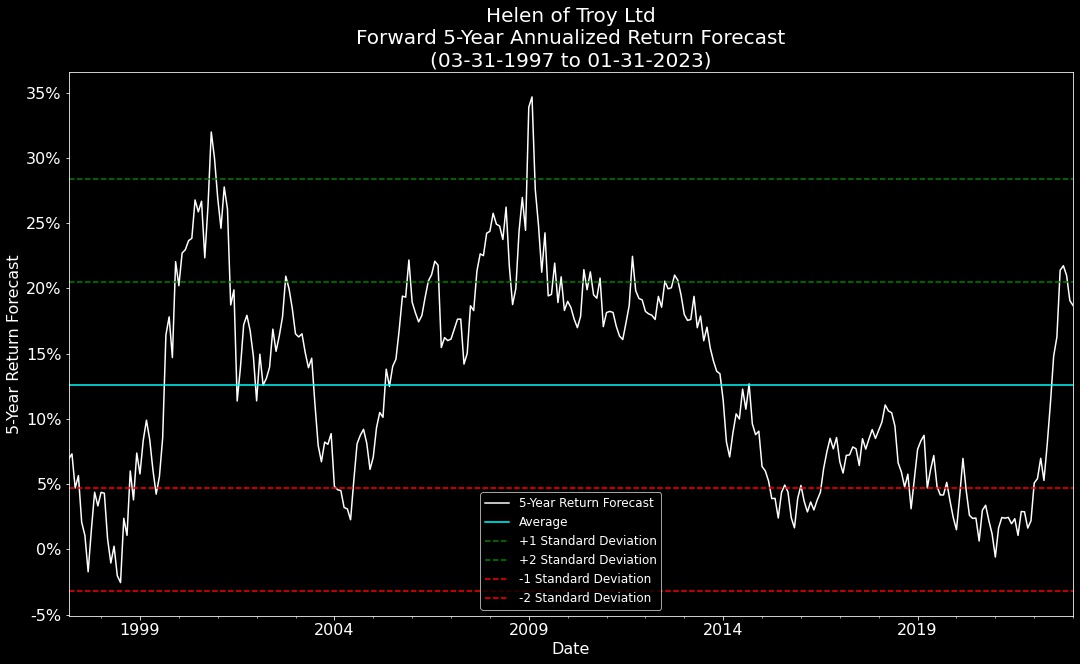 Helen of Troy Ltd
Forward 5-Year Annualized Return Forecast
(03-31-1997 to 01-31-2023)
5-Year Return Forecast
35%
30%
25%
20%
15%
10%
5%
0%
-5%
5-Year Return Forecast
Average
+1 Standard Deviation
+2 Standard Deviation
-1 Standard Deviation
-2 Standard Deviation
1999
2004
2009
2014
2019
Date